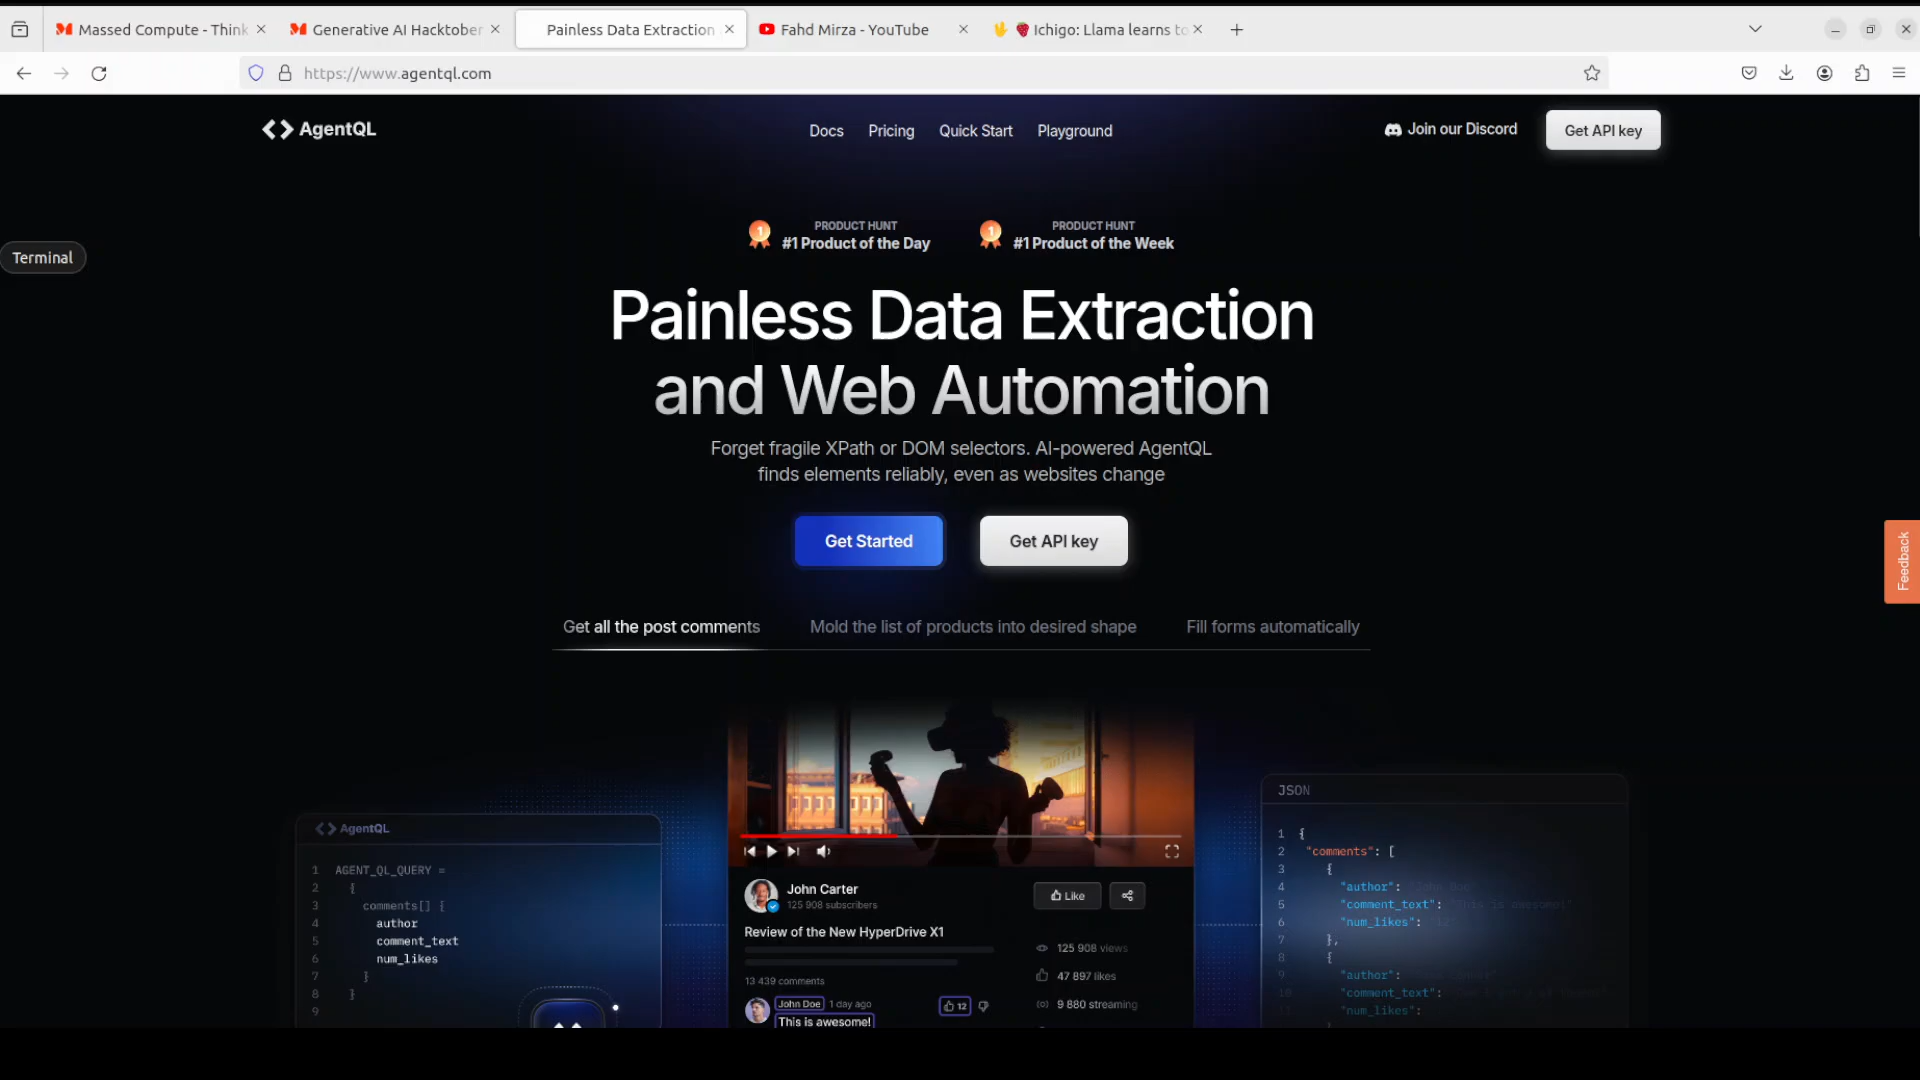 Massed Compute - Think
Generative AI Hacktober
Painless Data Extraction
Fahd Mirza - YouTube
Ichigo: Llama learns to
https://www.agentql.com
AgentQL
Docs
Pricing
Quick Start
Playground
Join our Discord
Get API key
PRODUCT HUNT
#1 Product of the Day
PRODUCT HUNT
#1 Product of the Week
Terminal
Painless Data Extraction
and Web Automation
Forget fragile XPath or DOM selectors. AI-powered AgentQL
finds elements reliably, even as websites change
Get Started
Get API key
Feedback
Get all the post comments
Mold the list of products into desired shape
Fill forms automatically
AgentQL
1 AGENT_QL_QUERY =
2 {
3 comments[] {
4 author
5 comment_text
6 num_likes
7 }
8 }
9
John Carter
125 908 subscribers
Like
Review of the New HyperDrive X1
125 908 views
47 897 likes
9 880 streaming
13 439 comments
John Doe 1 day ago
12
This is awesome!
JSON
1 {
2 "comments": [
3 {
4 "author": "John Doe"
5 "comment_text": "This is awesome!"
6 "num_likes": 12
7 },
8 {
9 "author":
10 "comment_text":
11 "num_likes":